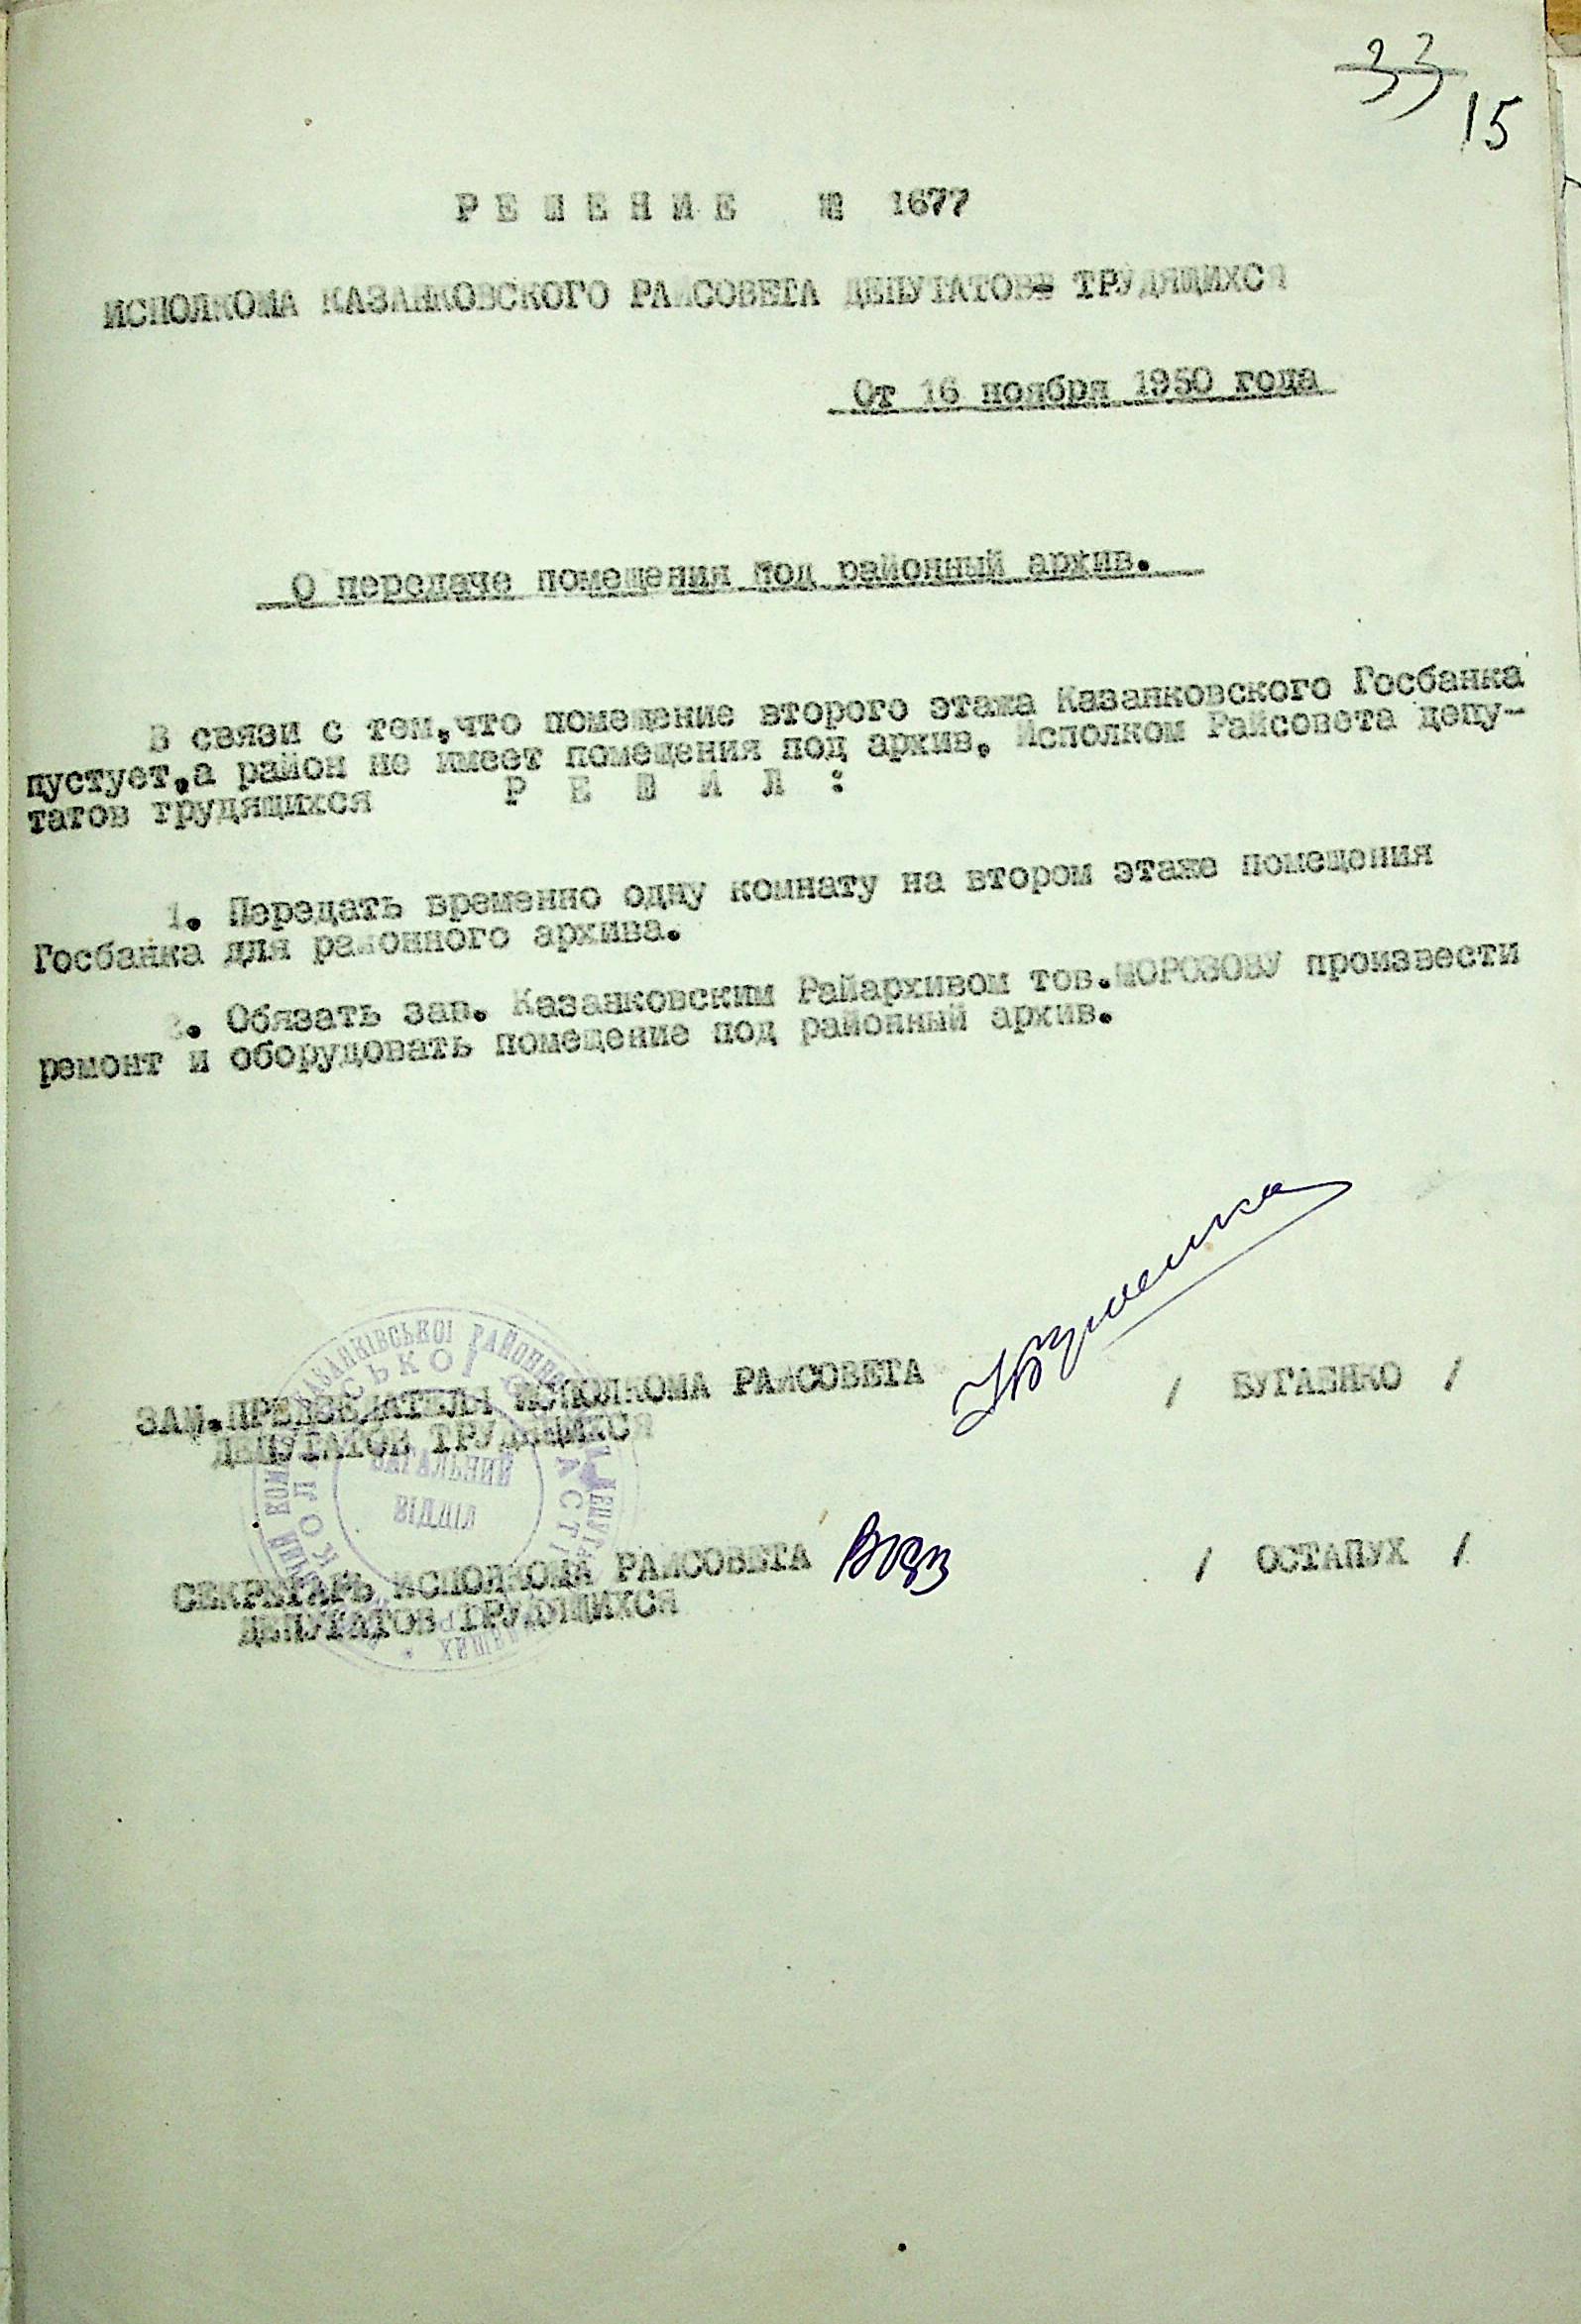 33
15
Р Е Ш Е Н И Е № 1677
ИСПОЛКОМА КАЗАНКОВСКОГО РАЙСОВЕТА ДЕПУТАТОВ ТРУДЯЩИХСЯ
От 16 ноября 1950 года
О передаче помещения под районный архив.
В связи с тем,что помещение второго этажа Казанковского Госбанка
пустует,а район не имеет помещения под архив, Исполком Райсовета депу-
татов трудящихся Р Е Ш И Л :
1. Передать временно одну комнату на втором этаже помещения
Госбанка для районного архива.
2. Обязать зав. Казанковским Райархивом тов.МОРОЗОВУ произвести
ремонт и оборудовать помещение под районный архив.
ЗАМ.ПРЕДСЕДАТЕЛЯ ИСПОЛКОМА РАЙСОВЕТА / БУГАЕНКО /
ДЕПУТАТОВ ТРУДЯЩИХСЯ
ЗАГАЛЬНИЙ
ВІДДІЛ
СЕКРЕТАРЬ ИСПОЛКОМА РАЙСОВЕТА / ОСТАПУХ /
ДЕПУТАТОВ ТРУДЯЩИХСЯ